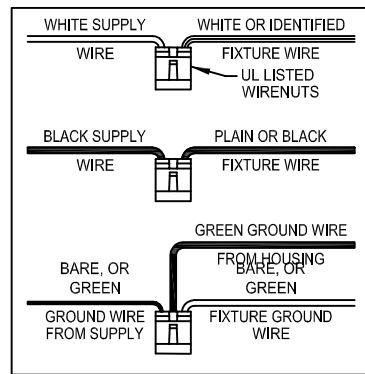 WHITE SUPPLY
WIRE
WHITE OR IDENTIFIED
FIXTURE WIRE
UL LISTED
WIRENUTS
BLACK SUPPLY
WIRE
PLAIN OR BLACK
FIXTURE WIRE
GREEN GROUND WIRE
FROM HOUSING
BARE, OR
GREEN
GROUND WIRE
FROM SUPPLY
BARE, OR
GREEN
FIXTURE GROUND
WIRE